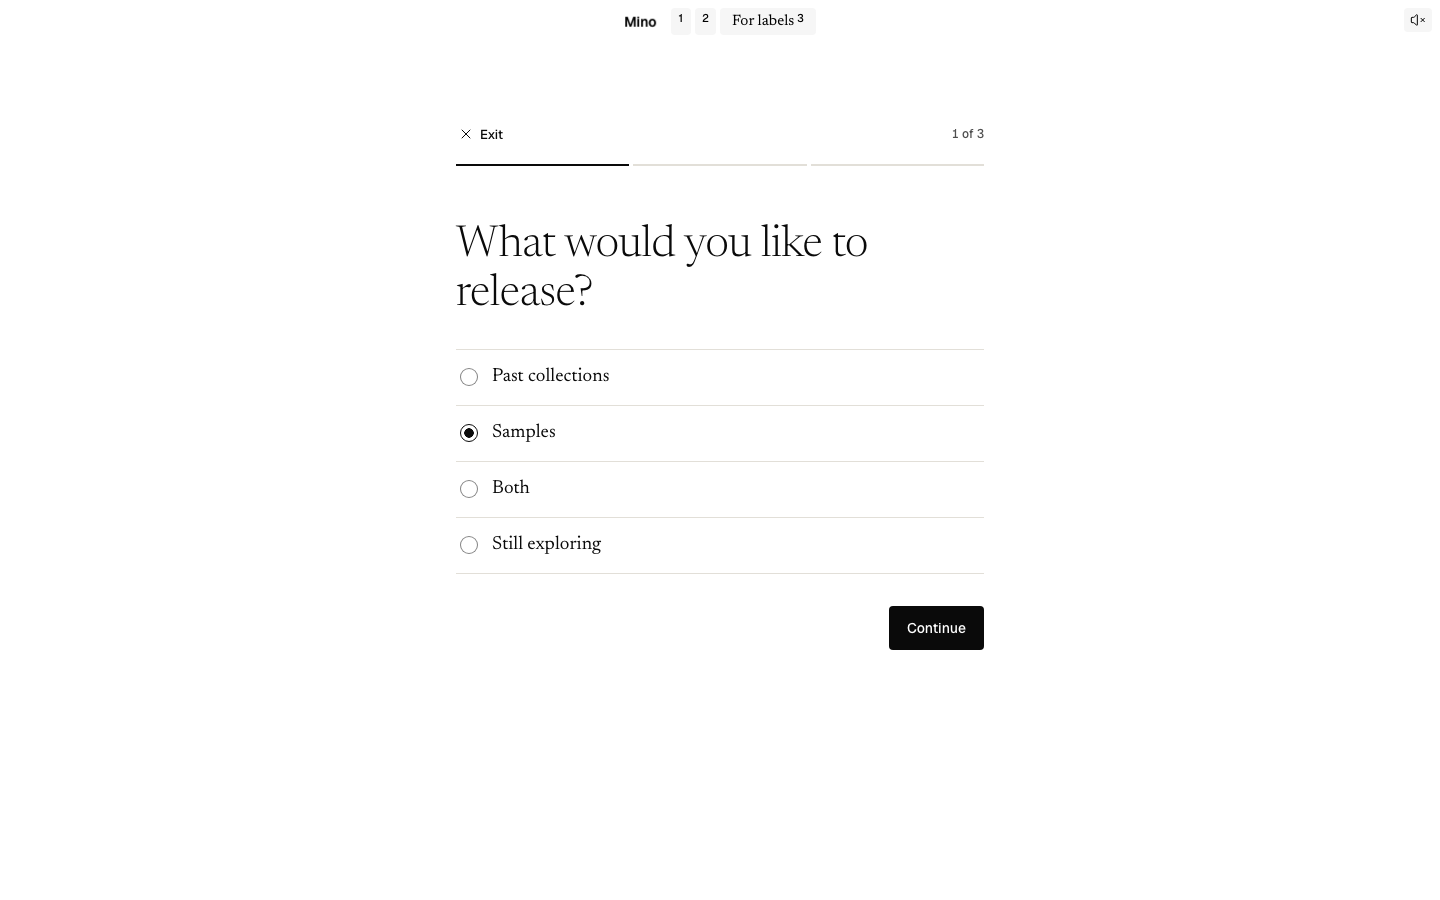 Mino 1 2 For labels 3
Exit 1 of 3
What would you like to
release?
Past collections
Samples
Both
Still exploring
Continue